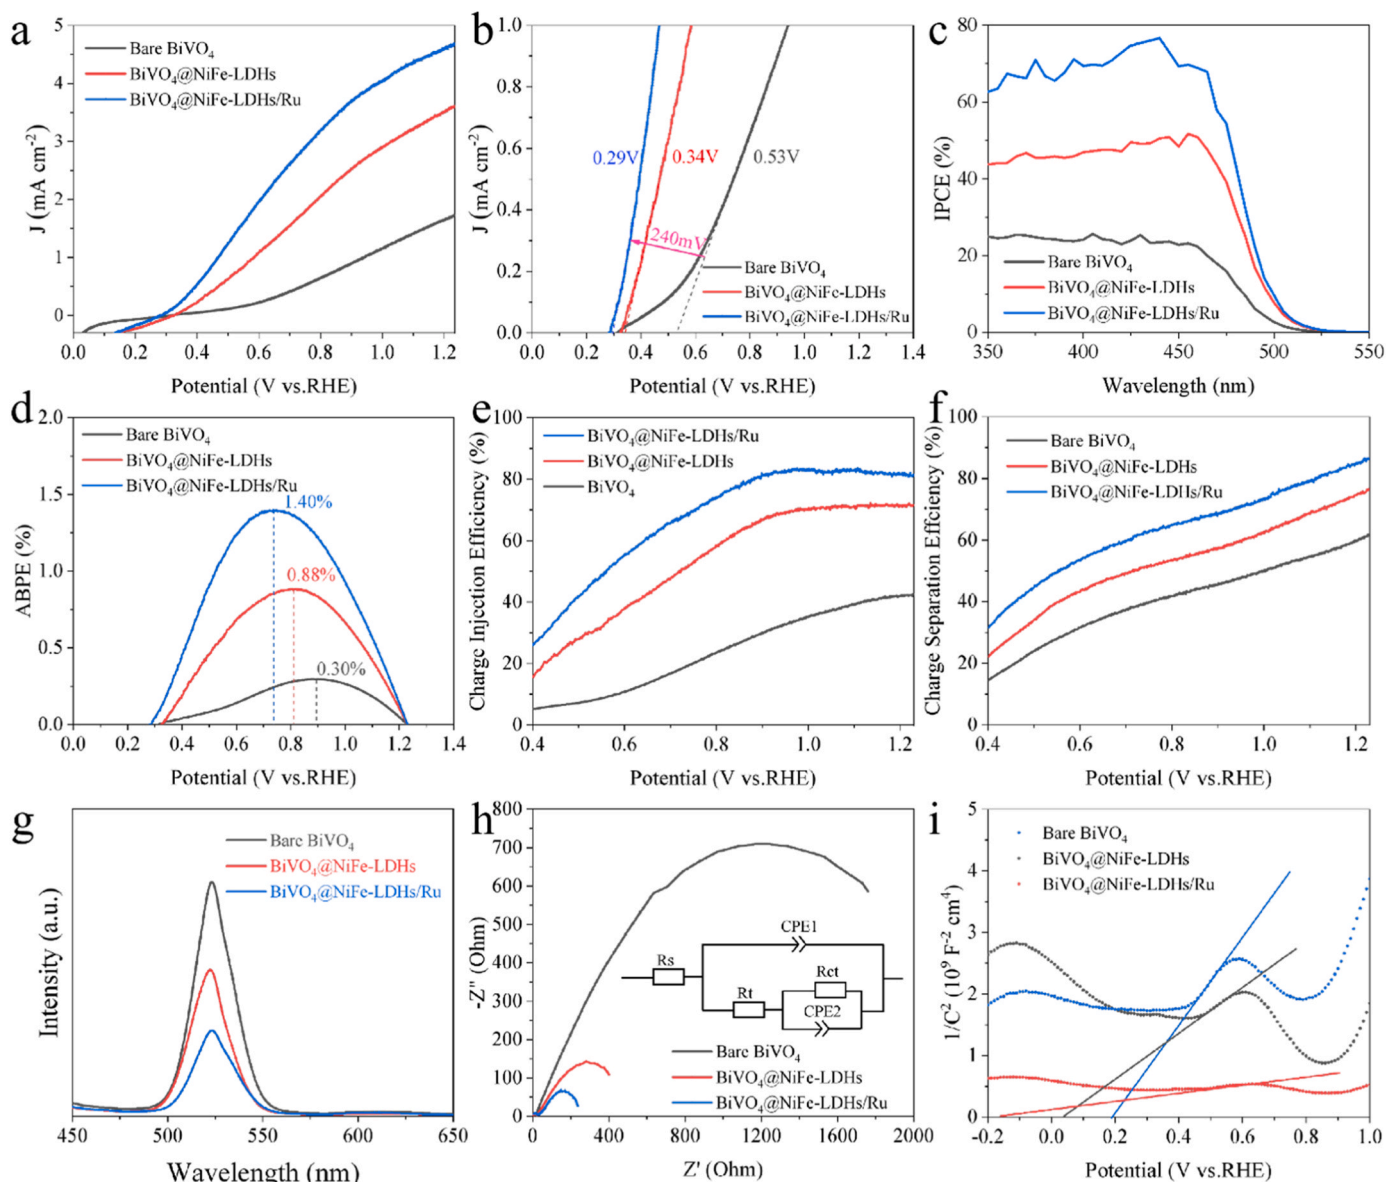 a
5
4
3
2
1
0
J (mA cm⁻²)
Bare BiVO₄
BiVO₄@NiFe-LDHs
BiVO₄@NiFe-LDHs/Ru
0.0 0.2 0.4 0.6 0.8 1.0 1.2
Potential (V vs.RHE)
b
1.0
0.8
0.6
0.4
0.2
0.0
J (mA cm⁻²)
0.29V
0.34V
0.53V
240mV
Bare BiVO₄
BiVO₄@NiFe-LDHs
BiVO₄@NiFe-LDHs/Ru
0.0 0.2 0.4 0.6 0.8 1.0 1.2 1.4
Potential (V vs.RHE)
c
80
60
40
20
0
IPCE (%)
Bare BiVO₄
BiVO₄@NiFe-LDHs
BiVO₄@NiFe-LDHs/Ru
350 400 450 500 550
Wavelength (nm)
d
2.0
1.5
1.0
0.5
0.0
ABPE (%)
Bare BiVO₄
BiVO₄@NiFe-LDHs
BiVO₄@NiFe-LDHs/Ru
1.40%
0.88%
0.30%
0.0 0.2 0.4 0.6 0.8 1.0 1.2 1.4
Potential (V vs.RHE)
e
100
80
60
40
20
0
Charge Injection Efficiency (%)
BiVO₄@NiFe-LDHs/Ru
BiVO₄@NiFe-LDHs
BiVO₄
0.4 0.6 0.8 1.0 1.2
Potential (V vs.RHE)
f
100
80
60
40
20
0
Charge Separation Effciency (%)
Bare BiVO₄
BiVO₄@NiFe-LDHs
BiVO₄@NiFe-LDHs/Ru
0.4 0.6 0.8 1.0 1.2
Potential (V vs.RHE)
g
Intensity (a.u.)
Bare BiVO₄
BiVO₄@NiFe-LDHs
BiVO₄@NiFe-LDHs/Ru
450 500 550 600 650
Wavelength (nm)
h
800
700
600
500
400
300
200
100
0
-Z" (Ohm)
CPE1
Rs
Rct
Rt
CPE2
Bare BiVO₄
BiVO₄@NiFe-LDHs
BiVO₄@NiFe-LDHs/Ru
0 400 800 1200 1600 2000
Z' (Ohm)
i
5
4
3
2
1
0
1/C² (10⁹ F⁻² cm⁴)
Bare BiVO₄
BiVO₄@NiFe-LDHs
BiVO₄@NiFe-LDHs/Ru
-0.2 0.0 0.2 0.4 0.6 0.8 1.0
Potential (V vs.RHE)